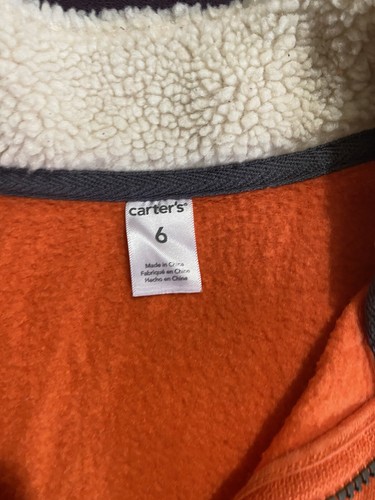 carter's®
6
Made in China
Fabriqué en Chine
Hecho en China